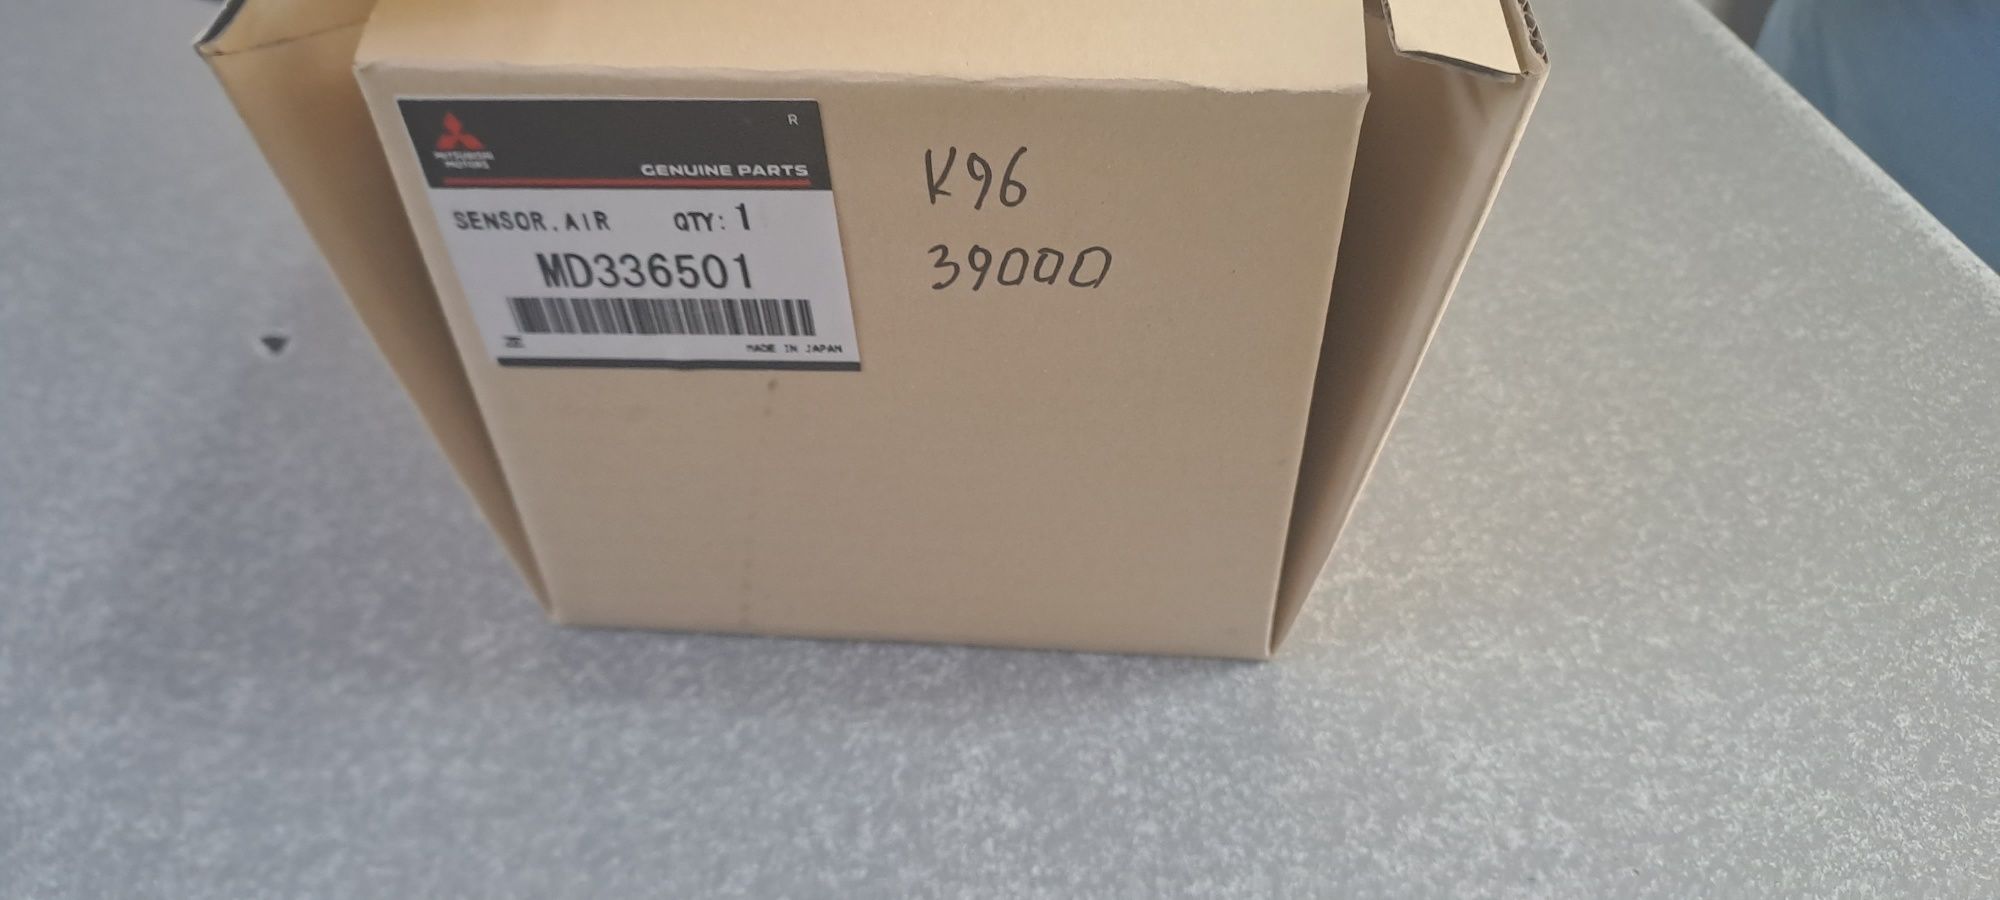 R
MITSUBISHI
MOTORS
GENUINE PARTS
SENSOR,AIR QTY: 1
MD336501
MADE IN JAPAN
K96
39000